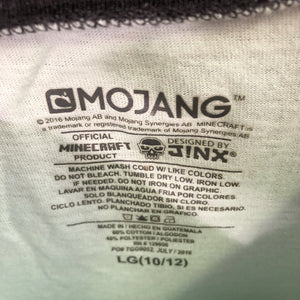 MOJANG™
©2016 Mojang AB and Mojang Synergies AB. MINECRAFT is
a trademark or registered trademark of Mojang Synergies AB
OFFICIAL
MINECRAFT
PRODUCT
DESIGNED BY
J!NX®
MACHINE WASH COLD W/ LIKE COLORS.
DO NOT BLEACH. TUMBLE DRY LOW. IRON LOW
IF NEEDED. DO NOT IRON ON GRAPHIC.
LAVAR EN MAQUINA AGUA FRIA POR COLORES.
SOLO BLANQUEADOR SIN CLORO.
CICLO LENTO. PLANCHADO TIBIO. SI ES NECESARIO.
NO PLANCHAR EN GRAFICO
MADE IN / HECHO EN GUATEMALA
60% COTTON / ALGODON
40% POLYESTER / POLIESTER
JULY / 2016
LG(10/12)